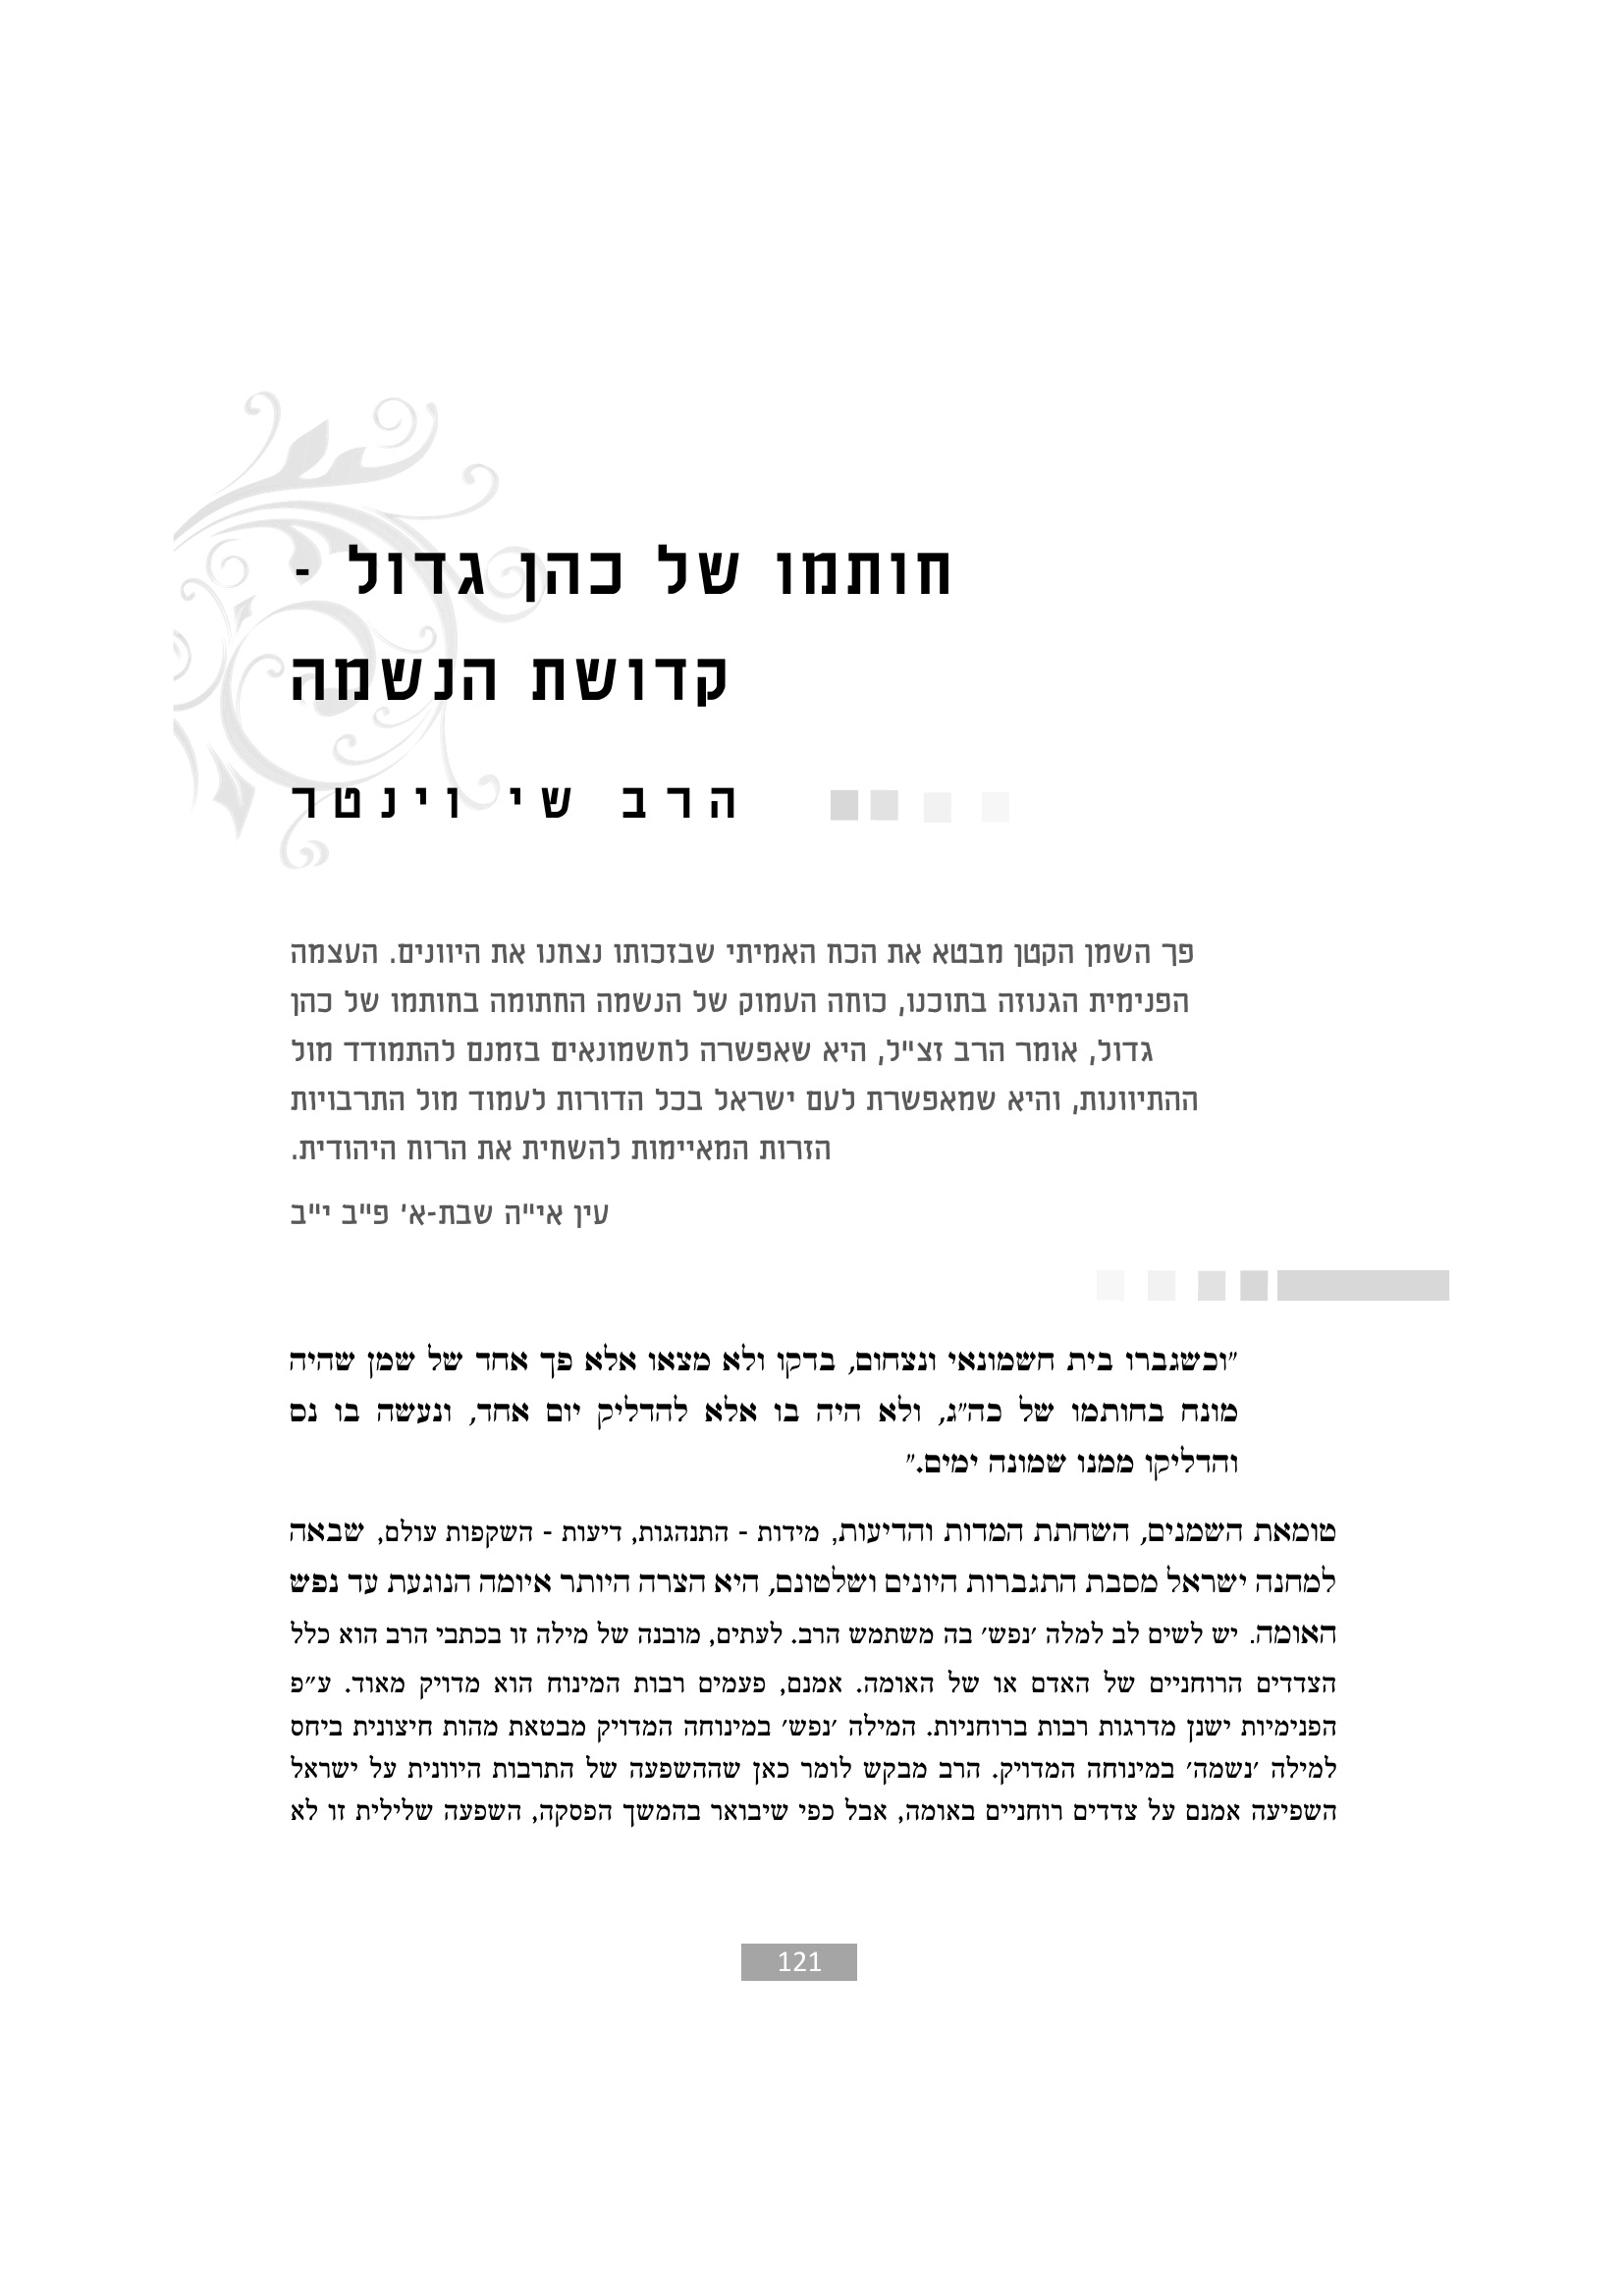 חותמו של כהן גדול -
קדושת הנשמה
הרב שי וינטר
פך השמן הקטן מבטא את הכח האמיתי שבזכותו נצחנו את היוונים. העצמה
הפנימית הגנוזה בתוכנו, כוחה העמוק של הנשמה החתומה בחותמו של כהן
גדול, אומר הרב זצ"ל, היא שאפשרה לחשמונאים בזמנם להתמודד מול
ההתיוונות, והיא שמאפשרת לעם ישראל בכל הדורות לעמוד מול התרבויות
הזרות המאיימות להשחית את הרוח היהודית.
עין אי"ה שבת-א' פ"ב י"ב
"וכשגברו בית חשמונאי ונצחום, בדקו ולא מצאו אלא פך אחד של שמן שהיה
מונח בחותמו של כה"ג, ולא היה בו אלא להדליק יום אחד, ונעשה בו נס
והדליקו ממנו שמונה ימים."
טומאת השמנים, השחתת המדות והדיעות, מידות - התנהגות, דיעות - השקפות עולם, שבאה
למחנה ישראל מסבת התגברות היונים ושלטונם, היא הצרה היותר איומה הנוגעת עד נפש
האומה. יש לשים לב למלה 'נפש' בה משתמש הרב. לעתים, מובנה של מילה זו בכתבי הרב הוא כלל
הצדדים הרוחניים של האדם או של האומה. אמנם, פעמים רבות המינוח הוא מדויק מאוד. ע"פ
הפנימיות ישנן מדרגות רבות ברוחניות. המילה 'נפש' במינוחה המדויק מבטאת מהות חיצונית ביחס
למילה 'נשמה' במינוחה המדויק. הרב מבקש לומר כאן שההשפעה של התרבות היוונית על ישראל
השפיעה אמנם על צדדים רוחניים באומה, אבל כפי שיבואר בהמשך הפסקה, השפעה שלילית זו לא
121